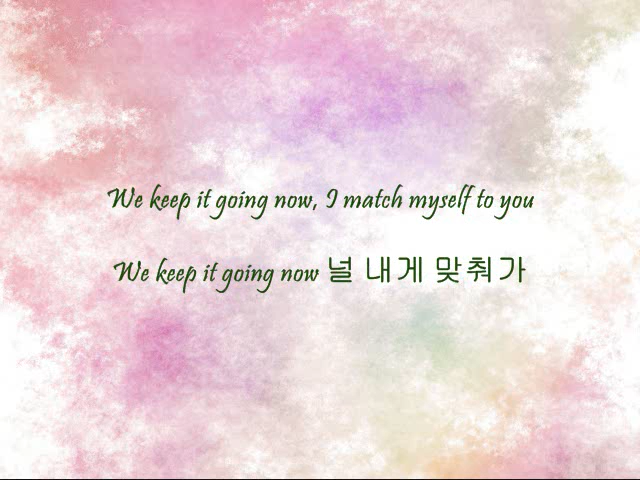 We keep it going now, I match myself to you
We keep it going now 널 내게 맞춰가